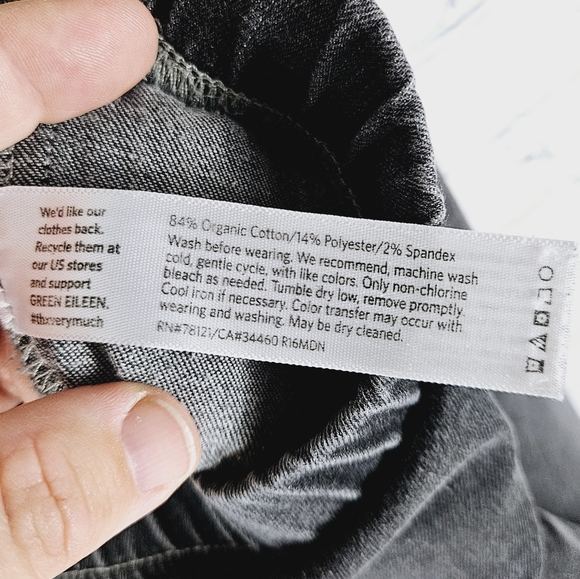 We'd like our
clothes back.
Recycle them at
our US stores
and support
GREEN EILEEN.
#thxverymuch
84% Organic Cotton/14% Polyester/2% Spandex
Wash before wearing. We recommend, machine wash
cold, gentle cycle, with like colors. Only non-chlorine
bleach as needed. Tumble dry low, remove promptly.
Cool iron if necessary. Color transfer may occur with
wearing and washing. May be dry cleaned.
RN#78121/CA#34460 R16MDN